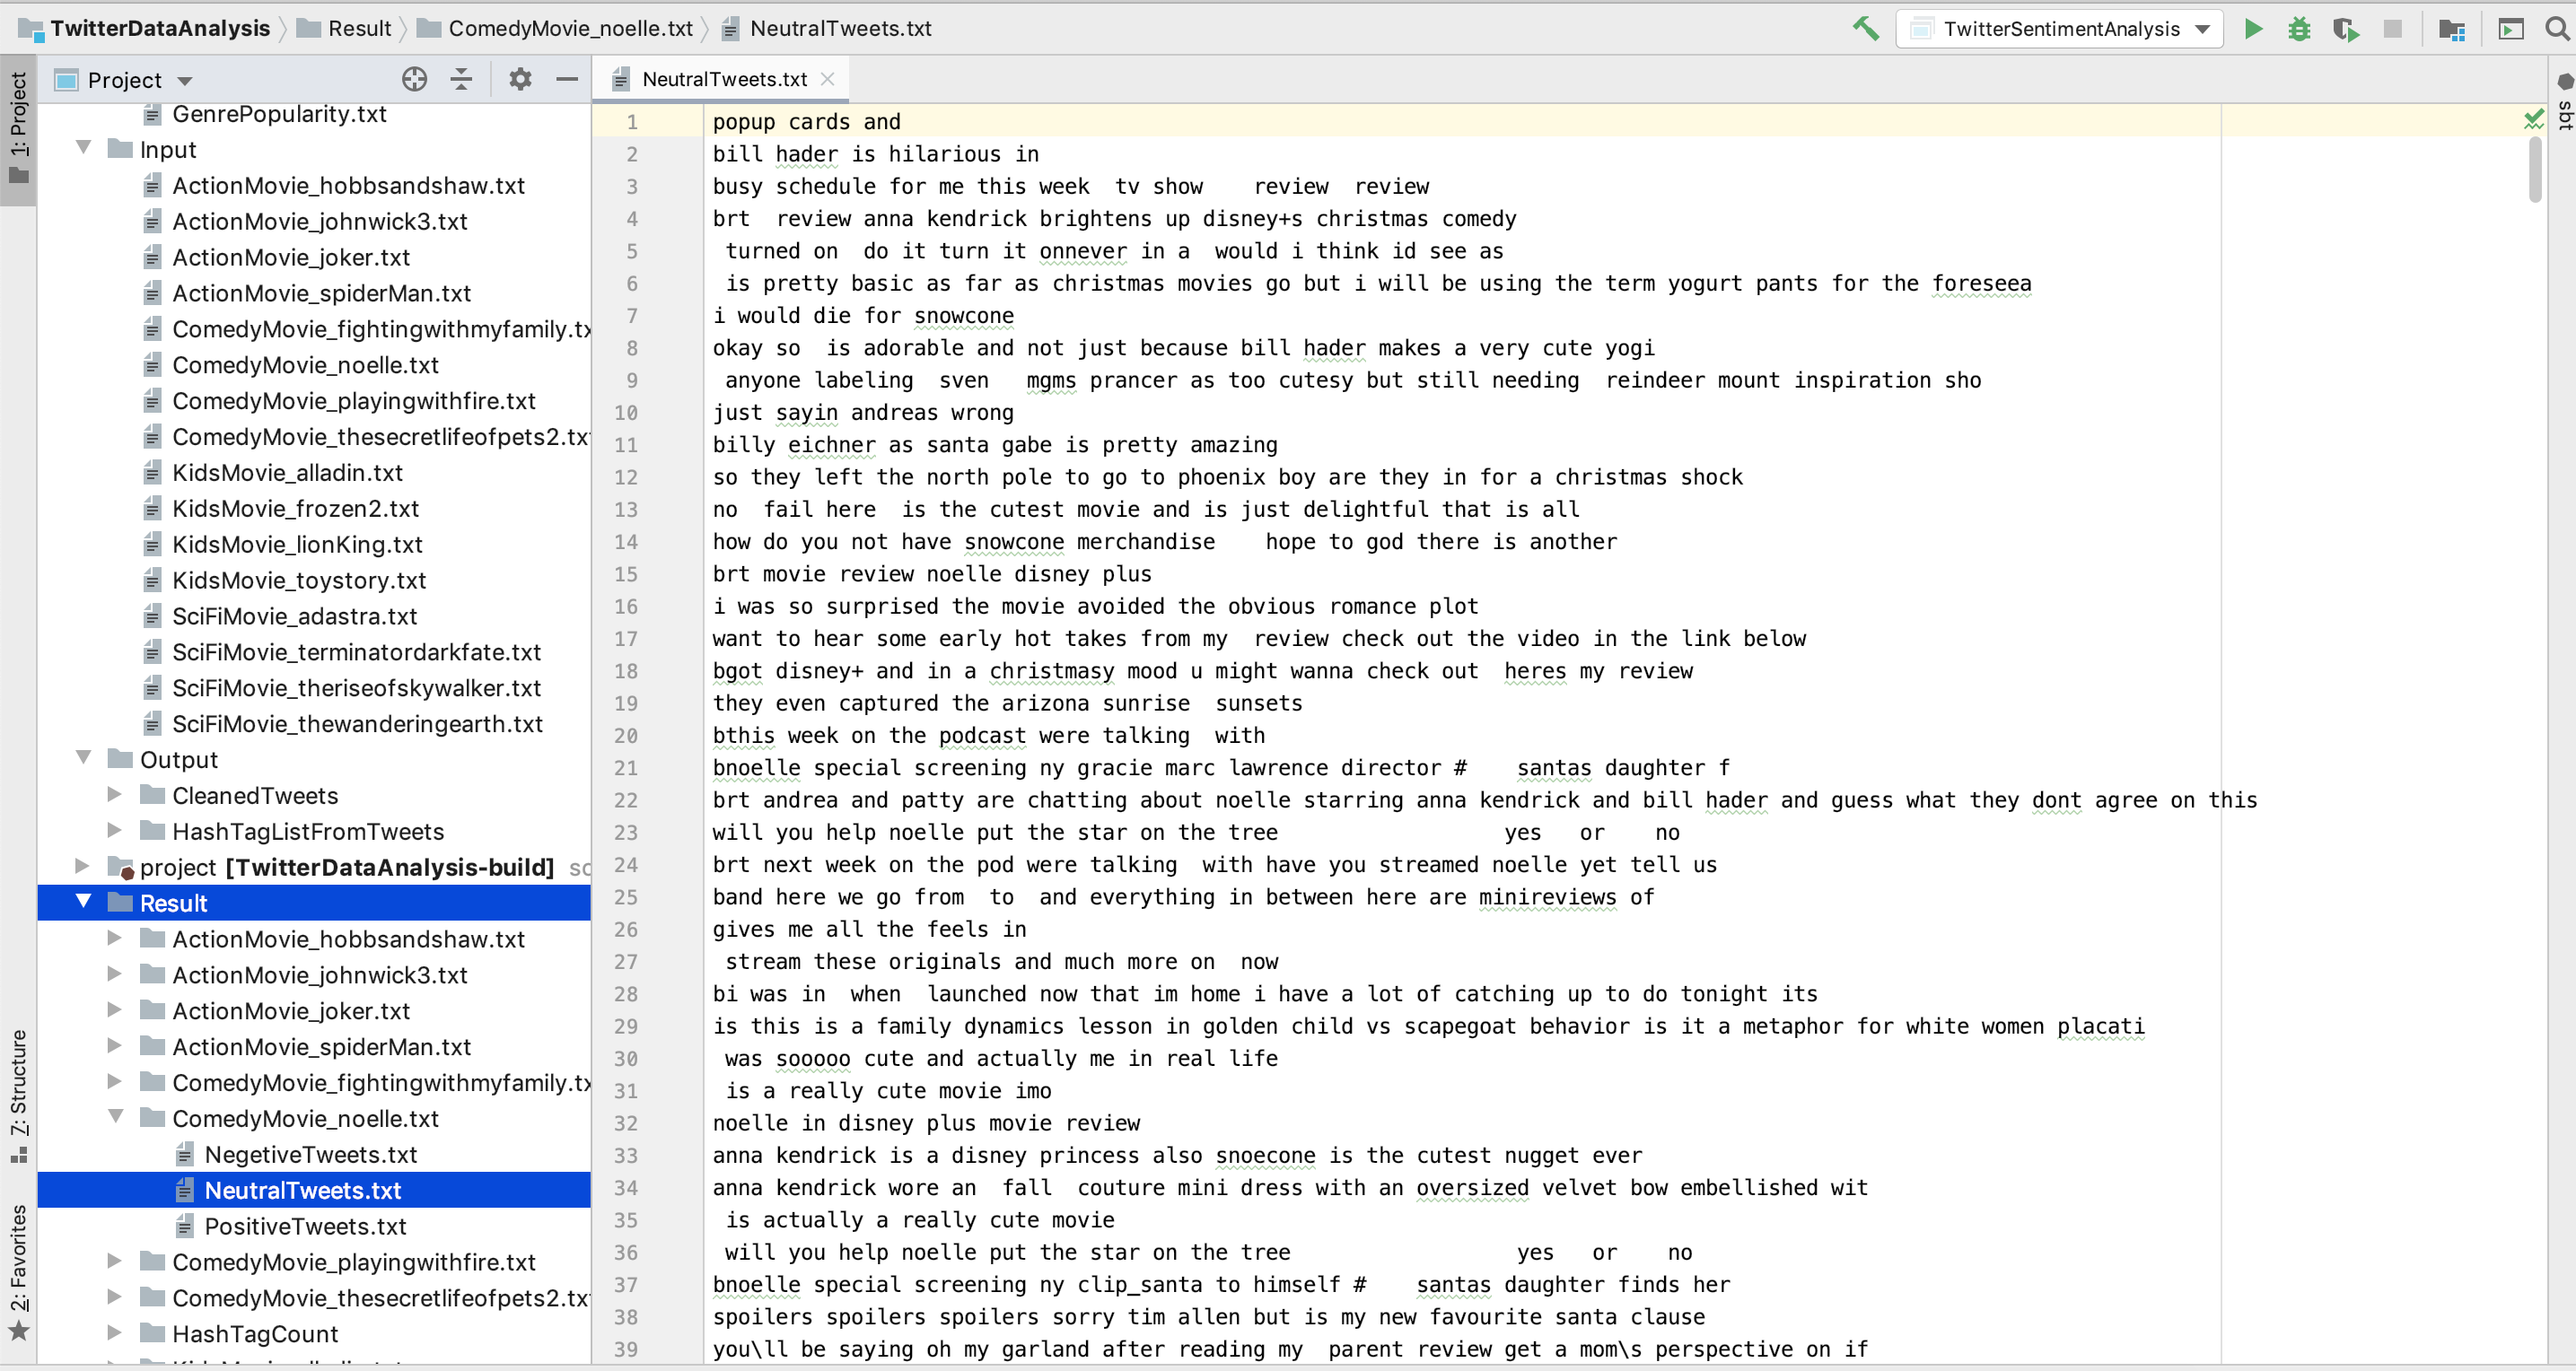 TwitterDataAnalysis Result ComedyMovie_noelle.txt NeutralTweets.txt TwitterSentimentAnalysis
1: Project
Project
NeutralTweets.txt
sbt
GenrePopularity.txt
Input
ActionMovie_hobbsandshaw.txt
ActionMovie_johnwick3.txt
ActionMovie_joker.txt
ActionMovie_spiderMan.txt
ComedyMovie_fightingwithmyfamily.tx
ComedyMovie_noelle.txt
ComedyMovie_playingwithfire.txt
ComedyMovie_thesecretlifeofpets2.tx
KidsMovie_alladin.txt
KidsMovie_frozen2.txt
KidsMovie_lionKing.txt
KidsMovie_toystory.txt
SciFiMovie_adastra.txt
SciFiMovie_terminatordarkfate.txt
SciFiMovie_theriseofskywalker.txt
SciFiMovie_thewanderingearth.txt
Output
CleanedTweets
HashTagListFromTweets
project [TwitterDataAnalysis-build] sc
Result
ActionMovie_hobbsandshaw.txt
ActionMovie_johnwick3.txt
ActionMovie_joker.txt
ActionMovie_spiderMan.txt
ComedyMovie_fightingwithmyfamily.tx
ComedyMovie_noelle.txt
NegetiveTweets.txt
NeutralTweets.txt
PositiveTweets.txt
ComedyMovie_playingwithfire.txt
ComedyMovie_thesecretlifeofpets2.tx
HashTagCount
7: Structure
2: Favorites
1 popup cards and
2 bill hader is hilarious in
3 busy schedule for me this week  tv show    review  review
4 brt  review anna kendrick brightens up disney+s christmas comedy
5  turned on  do it turn it onnever in a  would i think id see as
6  is pretty basic as far as christmas movies go but i will be using the term yogurt pants for the foreseea
7 i would die for snowcone
8 okay so  is adorable and not just because bill hader makes a very cute yogi
9  anyone labeling  sven   mgms prancer as too cutesy but still needing  reindeer mount inspiration sho
10 just sayin andreas wrong
11 billy eichner as santa gabe is pretty amazing
12 so they left the north pole to go to phoenix boy are they in for a christmas shock
13 no  fail here  is the cutest movie and is just delightful that is all
14 how do you not have snowcone merchandise    hope to god there is another
15 brt movie review noelle disney plus
16 i was so surprised the movie avoided the obvious romance plot
17 want to hear some early hot takes from my  review check out the video in the link below
18 bgot disney+ and in a christmasy mood u might wanna check out  heres my review
19 they even captured the arizona sunrise  sunsets
20 bthis week on the podcast were talking  with
21 bnoelle special screening ny gracie marc lawrence director #    santas daughter f
22 brt andrea and patty are chatting about noelle starring anna kendrick and bill hader and guess what they dont agree on this
23 will you help noelle put the star on the tree                  yes   or    no
24 brt next week on the pod were talking  with have you streamed noelle yet tell us
25 band here we go from  to  and everything in between here are minireviews of
26 gives me all the feels in
27  stream these originals and much more on  now
28 bi was in  when  launched now that im home i have a lot of catching up to do tonight its
29 is this is a family dynamics lesson in golden child vs scapegoat behavior is it a metaphor for white women placati
30  was sooooo cute and actually me in real life
31  is a really cute movie imo
32 noelle in disney plus movie review
33 anna kendrick is a disney princess also snoecone is the cutest nugget ever
34 anna kendrick wore an  fall  couture mini dress with an oversized velvet bow embellished wit
35  is actually a really cute movie
36  will you help noelle put the star on the tree                  yes   or    no
37 bnoelle special screening ny clip_santa to himself #    santas daughter finds her
38 spoilers spoilers spoilers sorry tim allen but is my new favourite santa clause
39 you\ll be saying oh my garland after reading my  parent review get a mom\s perspective on if